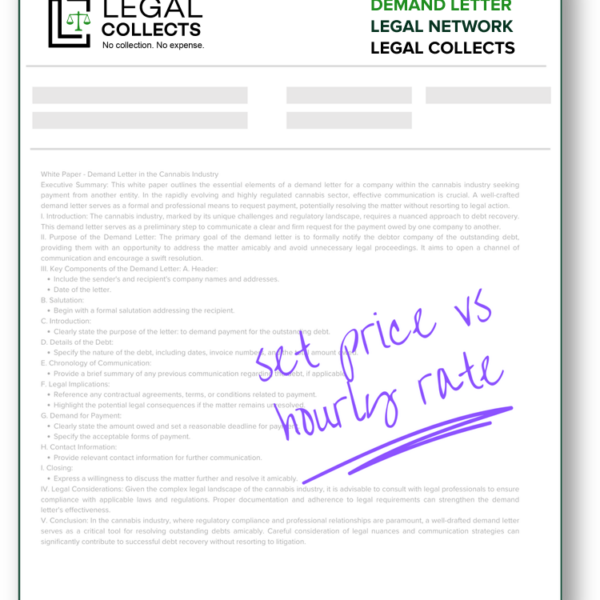 LEGAL
COLLECTS
No collection. No expense.
DEMAND LETTER
LEGAL NETWORK
LEGAL COLLECTS
White Paper - Demand Letter in the Cannabis Industry
Executive Summary: This white paper outlines the essential elements of a demand letter for a company within the cannabis industry seeking
payment from another entity. In the rapidly evolving and highly regulated cannabis sector, effective communication is crucial. A well-crafted
demand letter serves as a formal and professional means to request payment, potentially resolving the matter without resorting to legal action.
I. Introduction: The cannabis industry, marked by its unique challenges and regulatory landscape, requires a nuanced approach to debt recovery.
This demand letter serves as a preliminary step to communicate a clear and firm request for the payment owed by one company to another.
II. Purpose of the Demand Letter: The primary goal of the demand letter is to formally notify the debtor company of the outstanding debt,
providing them with an opportunity to address the matter amicably and avoid unnecessary legal proceedings. It aims to open a channel of
communication and encourage a swift resolution.
III. Key Components of the Demand Letter: A. Header:
• Include the sender's and recipient's company names and addresses.
• Date of the letter.
B. Salutation:
• Begin with a formal salutation addressing the recipient.
C. Introduction:
• Clearly state the purpose of the letter: to demand payment for the outstanding debt.
D. Details of the Debt:
• Specify the nature of the debt, including dates, invoice numbers, and the total amount
E. Chronology of Communication:
• Provide a brief summary of any previous communication regarding the debt, if applicable
F. Legal Implications:
• Reference any contractual agreements, terms, or conditions related to payment.
• Highlight the potential legal consequences if the matter remains unresolved.
G. Demand for Payment:
• Clearly state the amount owed and set a reasonable deadline for
• Specify the acceptable forms of payment.
H. Contact Information:
• Provide relevant contact information for further communication.
I. Closing:
• Express a willingness to discuss the matter further and resolve it amicably.
IV. Legal Considerations: Given the complex legal landscape of the cannabis industry, it is advisable to consult with legal professionals to ensure
compliance with applicable laws and regulations. Proper documentation and adherence to legal requirements can strengthen the demand
letter's effectiveness.
V. Conclusion: In the cannabis industry, where regulatory compliance and professional relationships are paramount, a well-drafted demand letter
serves as a critical tool for resolving outstanding debts amicably. Careful consideration of legal nuances and communication strategies can
significantly contribute to successful debt recovery without resorting to litigation.
set price vs
hourly rate